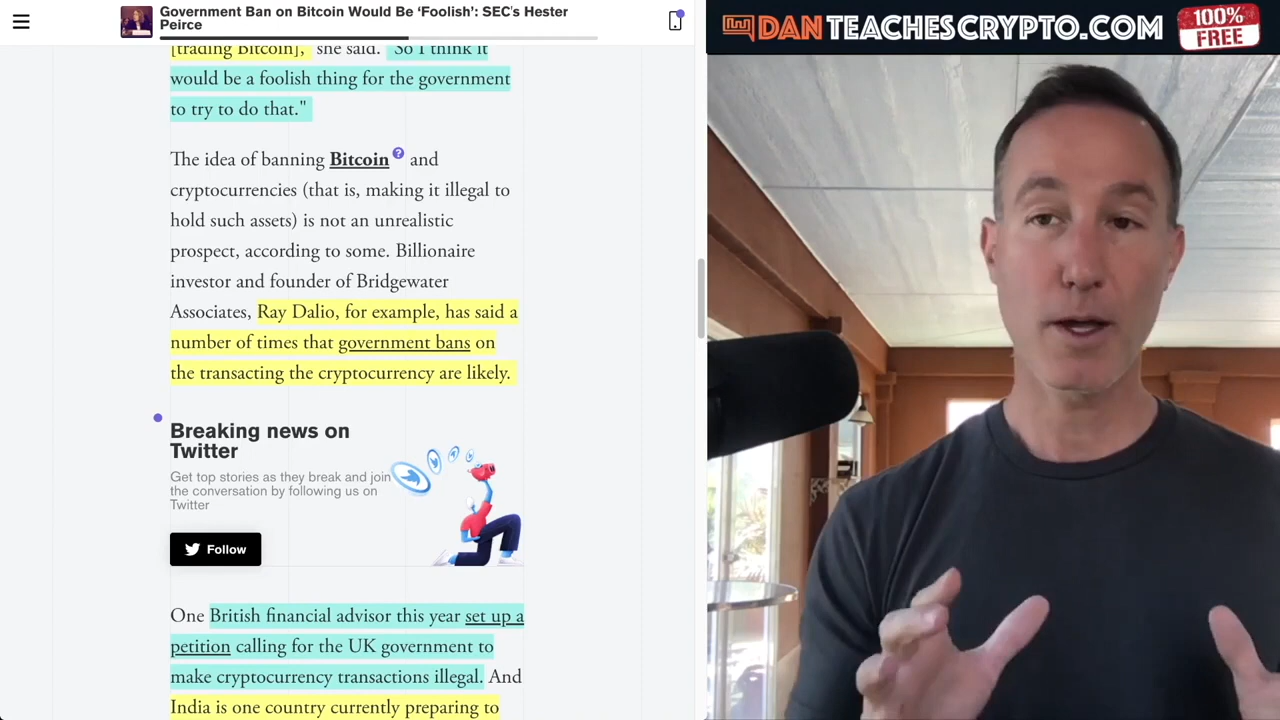 Government Ban on Bitcoin Would Be ‘Foolish’: SEC's Hester
Peirce
[trading Bitcoin]," she said. "So I think it
would be a foolish thing for the government
to try to do that."
The idea of banning Bitcoin ? and
cryptocurrencies (that is, making it illegal to
hold such assets) is not an unrealistic
prospect, according to some. Billionaire
investor and founder of Bridgewater
Associates, Ray Dalio, for example, has said a
number of times that government bans on
the transacting the cryptocurrency are likely.
Breaking news on
Twitter
Get top stories as they break and join
the conversation by following us on
Twitter
Follow
One British financial advisor this year set up a
petition calling for the UK government to
make cryptocurrency transactions illegal. And
India is one country currently preparing to
DANTEACHESCRYPTO.COM
100%
FREE